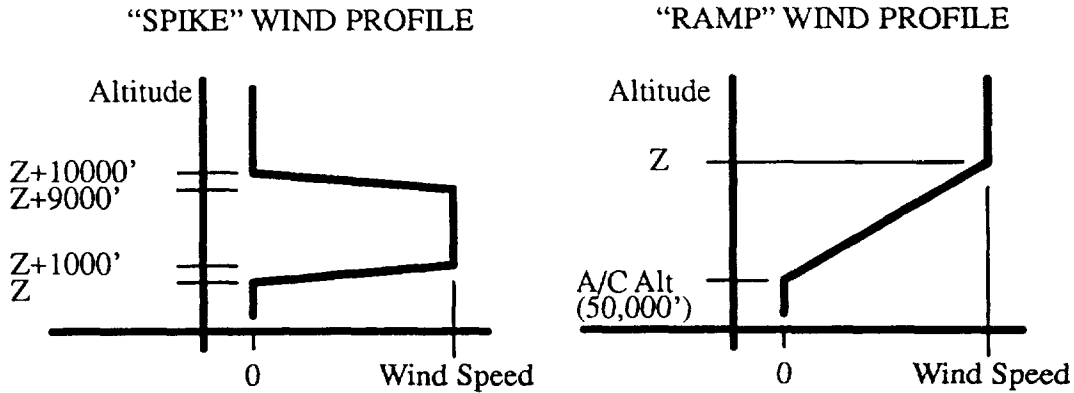 “SPIKE” WIND PROFILE
Altitude
Z+10000’
Z+9000’
Z+1000’
Z
0
Wind Speed
“RAMP” WIND PROFILE
Altitude
Z
A/C Alt
(50,000’)
0
Wind Speed